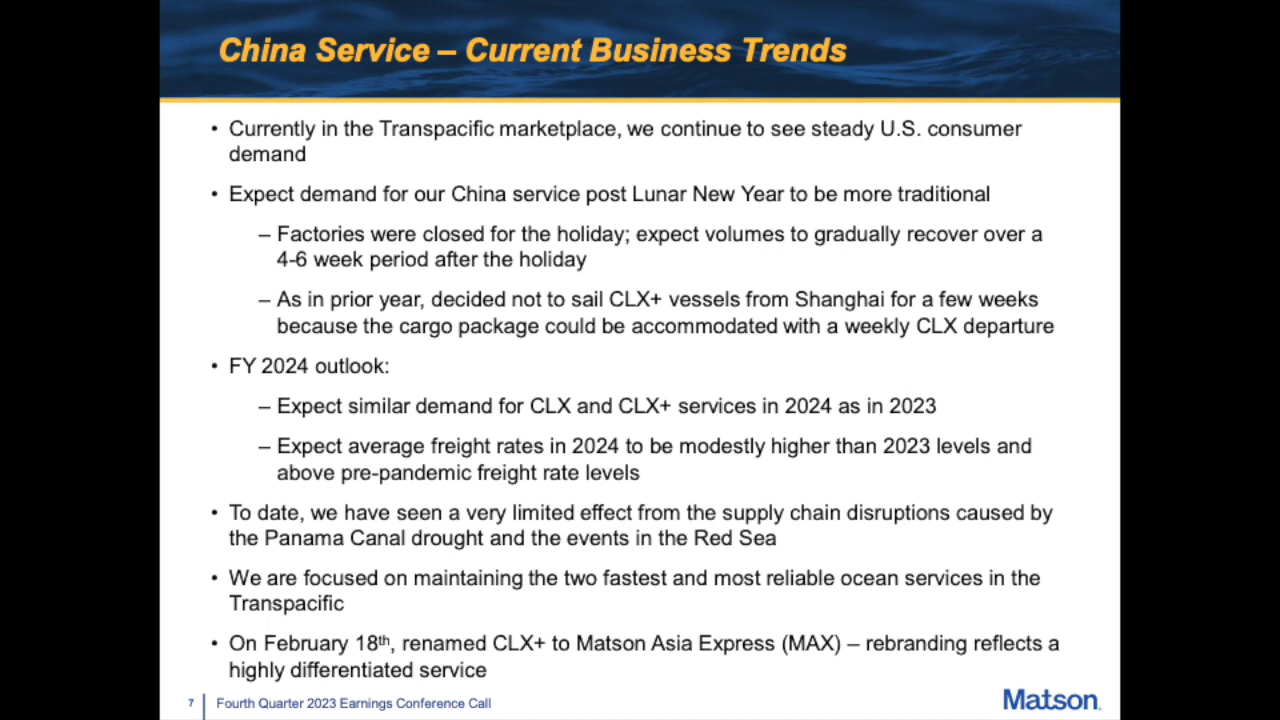 China Service – Current Business Trends
• Currently in the Transpacific marketplace, we continue to see steady U.S. consumer
demand
• Expect demand for our China service post Lunar New Year to be more traditional
– Factories were closed for the holiday; expect volumes to gradually recover over a
4-6 week period after the holiday
– As in prior year, decided not to sail CLX+ vessels from Shanghai for a few weeks
because the cargo package could be accommodated with a weekly CLX departure
• FY 2024 outlook:
– Expect similar demand for CLX and CLX+ services in 2024 as in 2023
– Expect average freight rates in 2024 to be modestly higher than 2023 levels and
above pre-pandemic freight rate levels
• To date, we have seen a very limited effect from the supply chain disruptions caused by
the Panama Canal drought and the events in the Red Sea
• We are focused on maintaining the two fastest and most reliable ocean services in the
Transpacific
• On February 18th, renamed CLX+ to Matson Asia Express (MAX) – rebranding reflects a
highly differentiated service
7 Fourth Quarter 2023 Earnings Conference Call
Matson